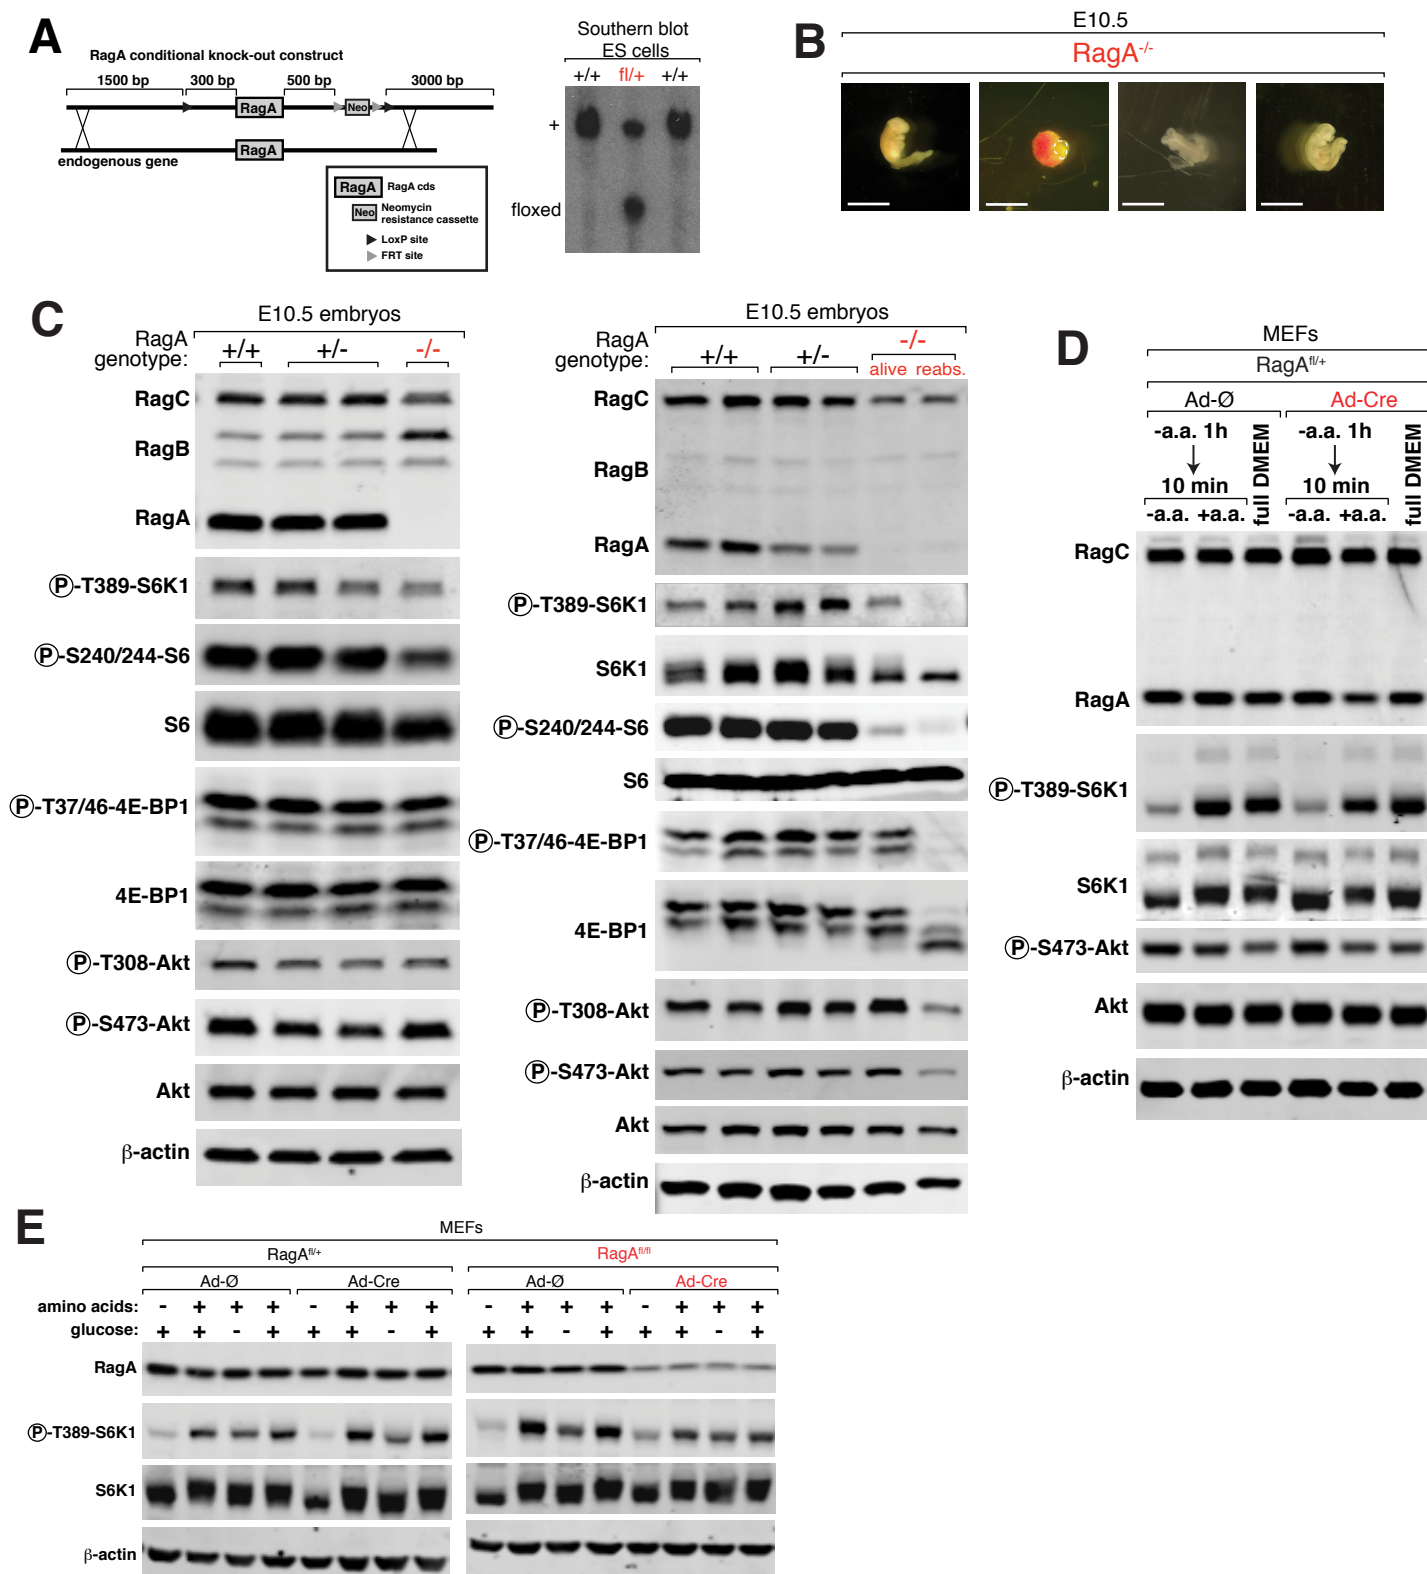 A
RagA conditional knock-out construct
1500 bp 300 bp 500 bp 3000 bp
RagA Neo
RagA
endogenous gene
RagA RagA cds
Neo Neomycin
resistance cassette
LoxP site
FRT site
Southern blot
ES cells
+/+ fl/+ +/+
+
floxed
B
E10.5
RagA-/-
C
E10.5 embryos
RagA
genotype:
+/+ +/- -/-
RagC
RagB
RagA
P-T389-S6K1
P-S240/244-S6
S6
P-T37/46-4E-BP1
4E-BP1
P-T308-Akt
P-S473-Akt
Akt
β-actin
E10.5 embryos
RagA
genotype:
+/+ +/- -/-
alive reabs.
RagC
RagB
RagA
P-T389-S6K1
S6K1
P-S240/244-S6
S6
P-T37/46-4E-BP1
4E-BP1
P-T308-Akt
P-S473-Akt
Akt
β-actin
D
MEFs
RagAfl/+
Ad-Ø Ad-Cre
-a.a. 1h -a.a. 1h
10 min 10 min
-a.a. +a.a. full DMEM -a.a. +a.a. full DMEM
RagC
RagA
P-T389-S6K1
S6K1
P-S473-Akt
Akt
β-actin
E
MEFs
RagAfl/+ RagAfl/fl
Ad-Ø Ad-Cre Ad-Ø Ad-Cre
amino acids: - + + + - + + + - + + + - + + +
glucose: + + - + + + - + + + - + + + - +
RagA
P-T389-S6K1
S6K1
β-actin